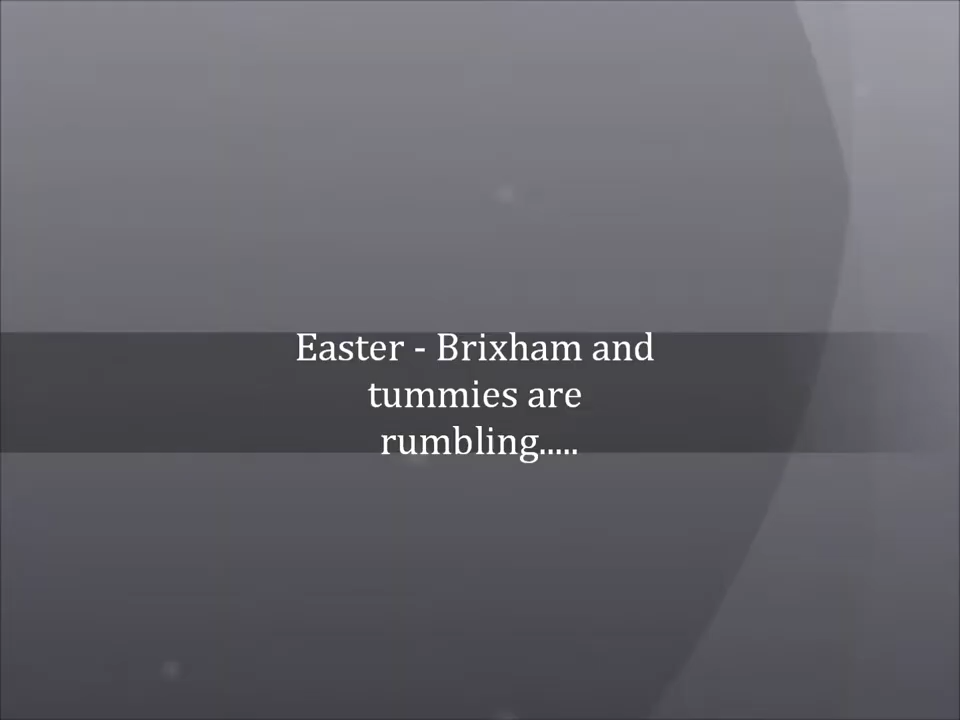 Easter - Brixham and
tummies are
rumbling.....